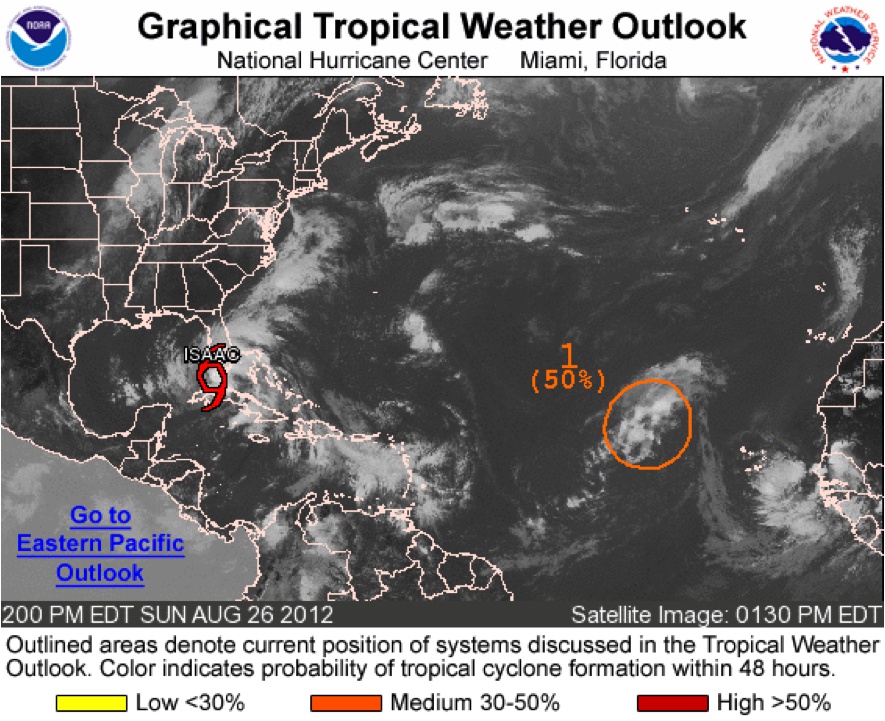 Graphical Tropical Weather Outlook
National Hurricane Center Miami, Florida
NOAA
NATIONAL WEATHER SERVICE
ISAAC
1
(50%)
Go to
Eastern Pacific
Outlook
200 PM EDT SUN AUG 26 2012 Satellite Image: 0130 PM EDT
Outlined areas denote current position of systems discussed in the Tropical Weather
Outlook. Color indicates probability of tropical cyclone formation within 48 hours.
Low <30% Medium 30-50% High >50%